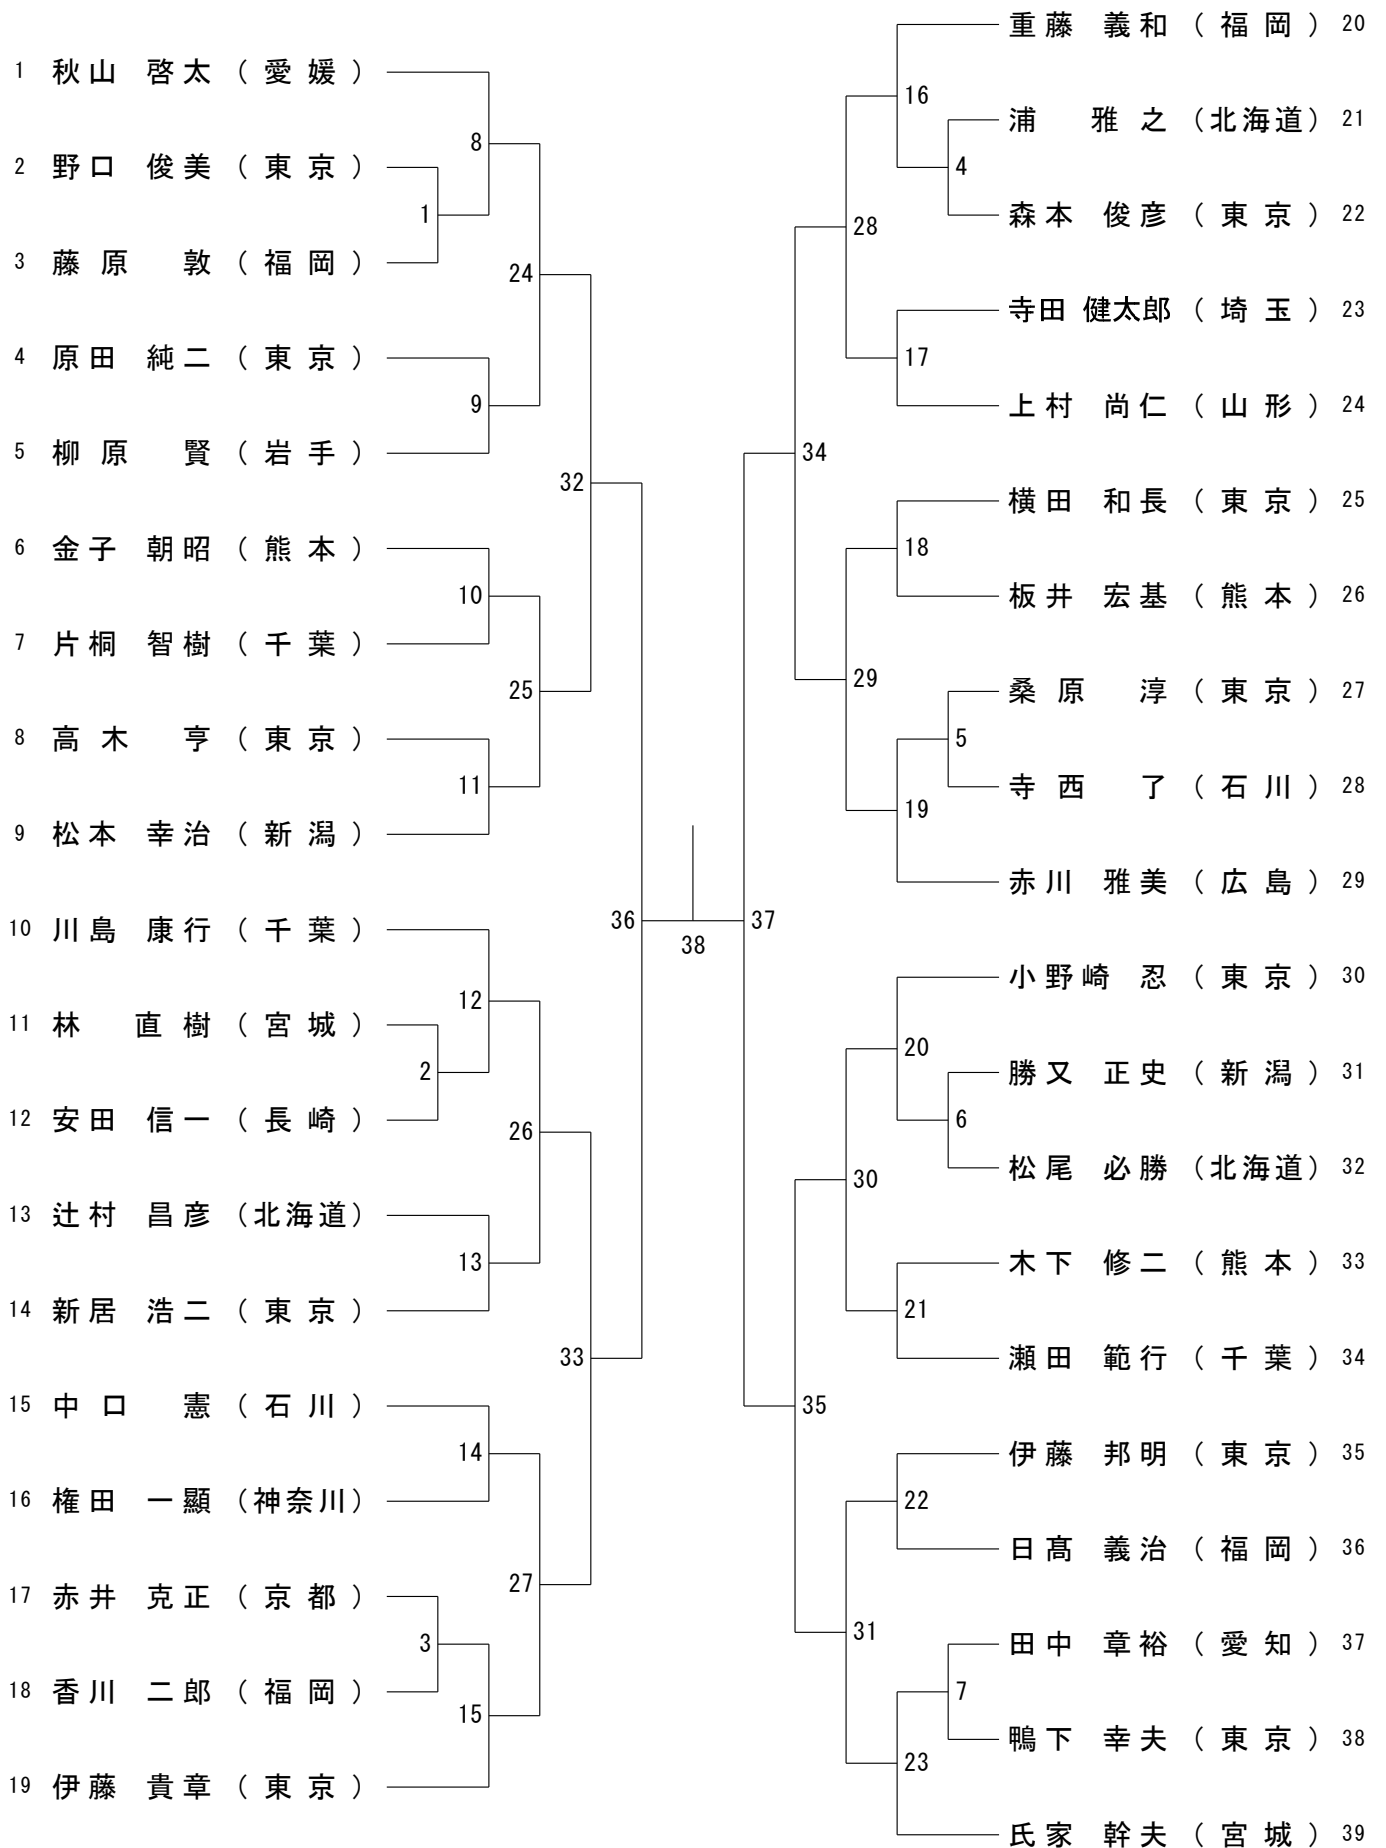 1 秋山 啓太 (愛媛)
2 野口 俊美 (東京)
3 藤原 敦 (福岡)
4 原田 純二 (東京)
5 柳原 賢 (岩手)
6 金子 朝昭 (熊本)
7 片桐 智樹 (千葉)
8 高木 亨 (東京)
9 松本 幸治 (新潟)
10 川島 康行 (千葉)
11 林 直樹 (宮城)
12 安田 信一 (長崎)
13 辻村 昌彦 (北海道)
14 新居 浩二 (東京)
15 中口 憲 (石川)
16 権田 一顯 (神奈川)
17 赤井 克正 (京都)
18 香川 二郎 (福岡)
19 伊藤 貴章 (東京)
1
2
3
8
9
10
11
12
13
14
15
24
25
26
27
32
33
36
38
37
34
35
28
29
30
31
16
17
18
19
20
21
22
23
4
5
6
7
重藤 義和 (福岡) 20
浦 雅之 (北海道) 21
森本 俊彦 (東京) 22
寺田 健太郎 (埼玉) 23
上村 尚仁 (山形) 24
横田 和長 (東京) 25
板井 宏基 (熊本) 26
桑原 淳 (東京) 27
寺西 了 (石川) 28
赤川 雅美 (広島) 29
小野崎 忍 (東京) 30
勝又 正史 (新潟) 31
松尾 必勝 (北海道) 32
木下 修二 (熊本) 33
瀬田 範行 (千葉) 34
伊藤 邦明 (東京) 35
日髙 義治 (福岡) 36
田中 章裕 (愛知) 37
鴨下 幸夫 (東京) 38
氏家 幹夫 (宮城) 39